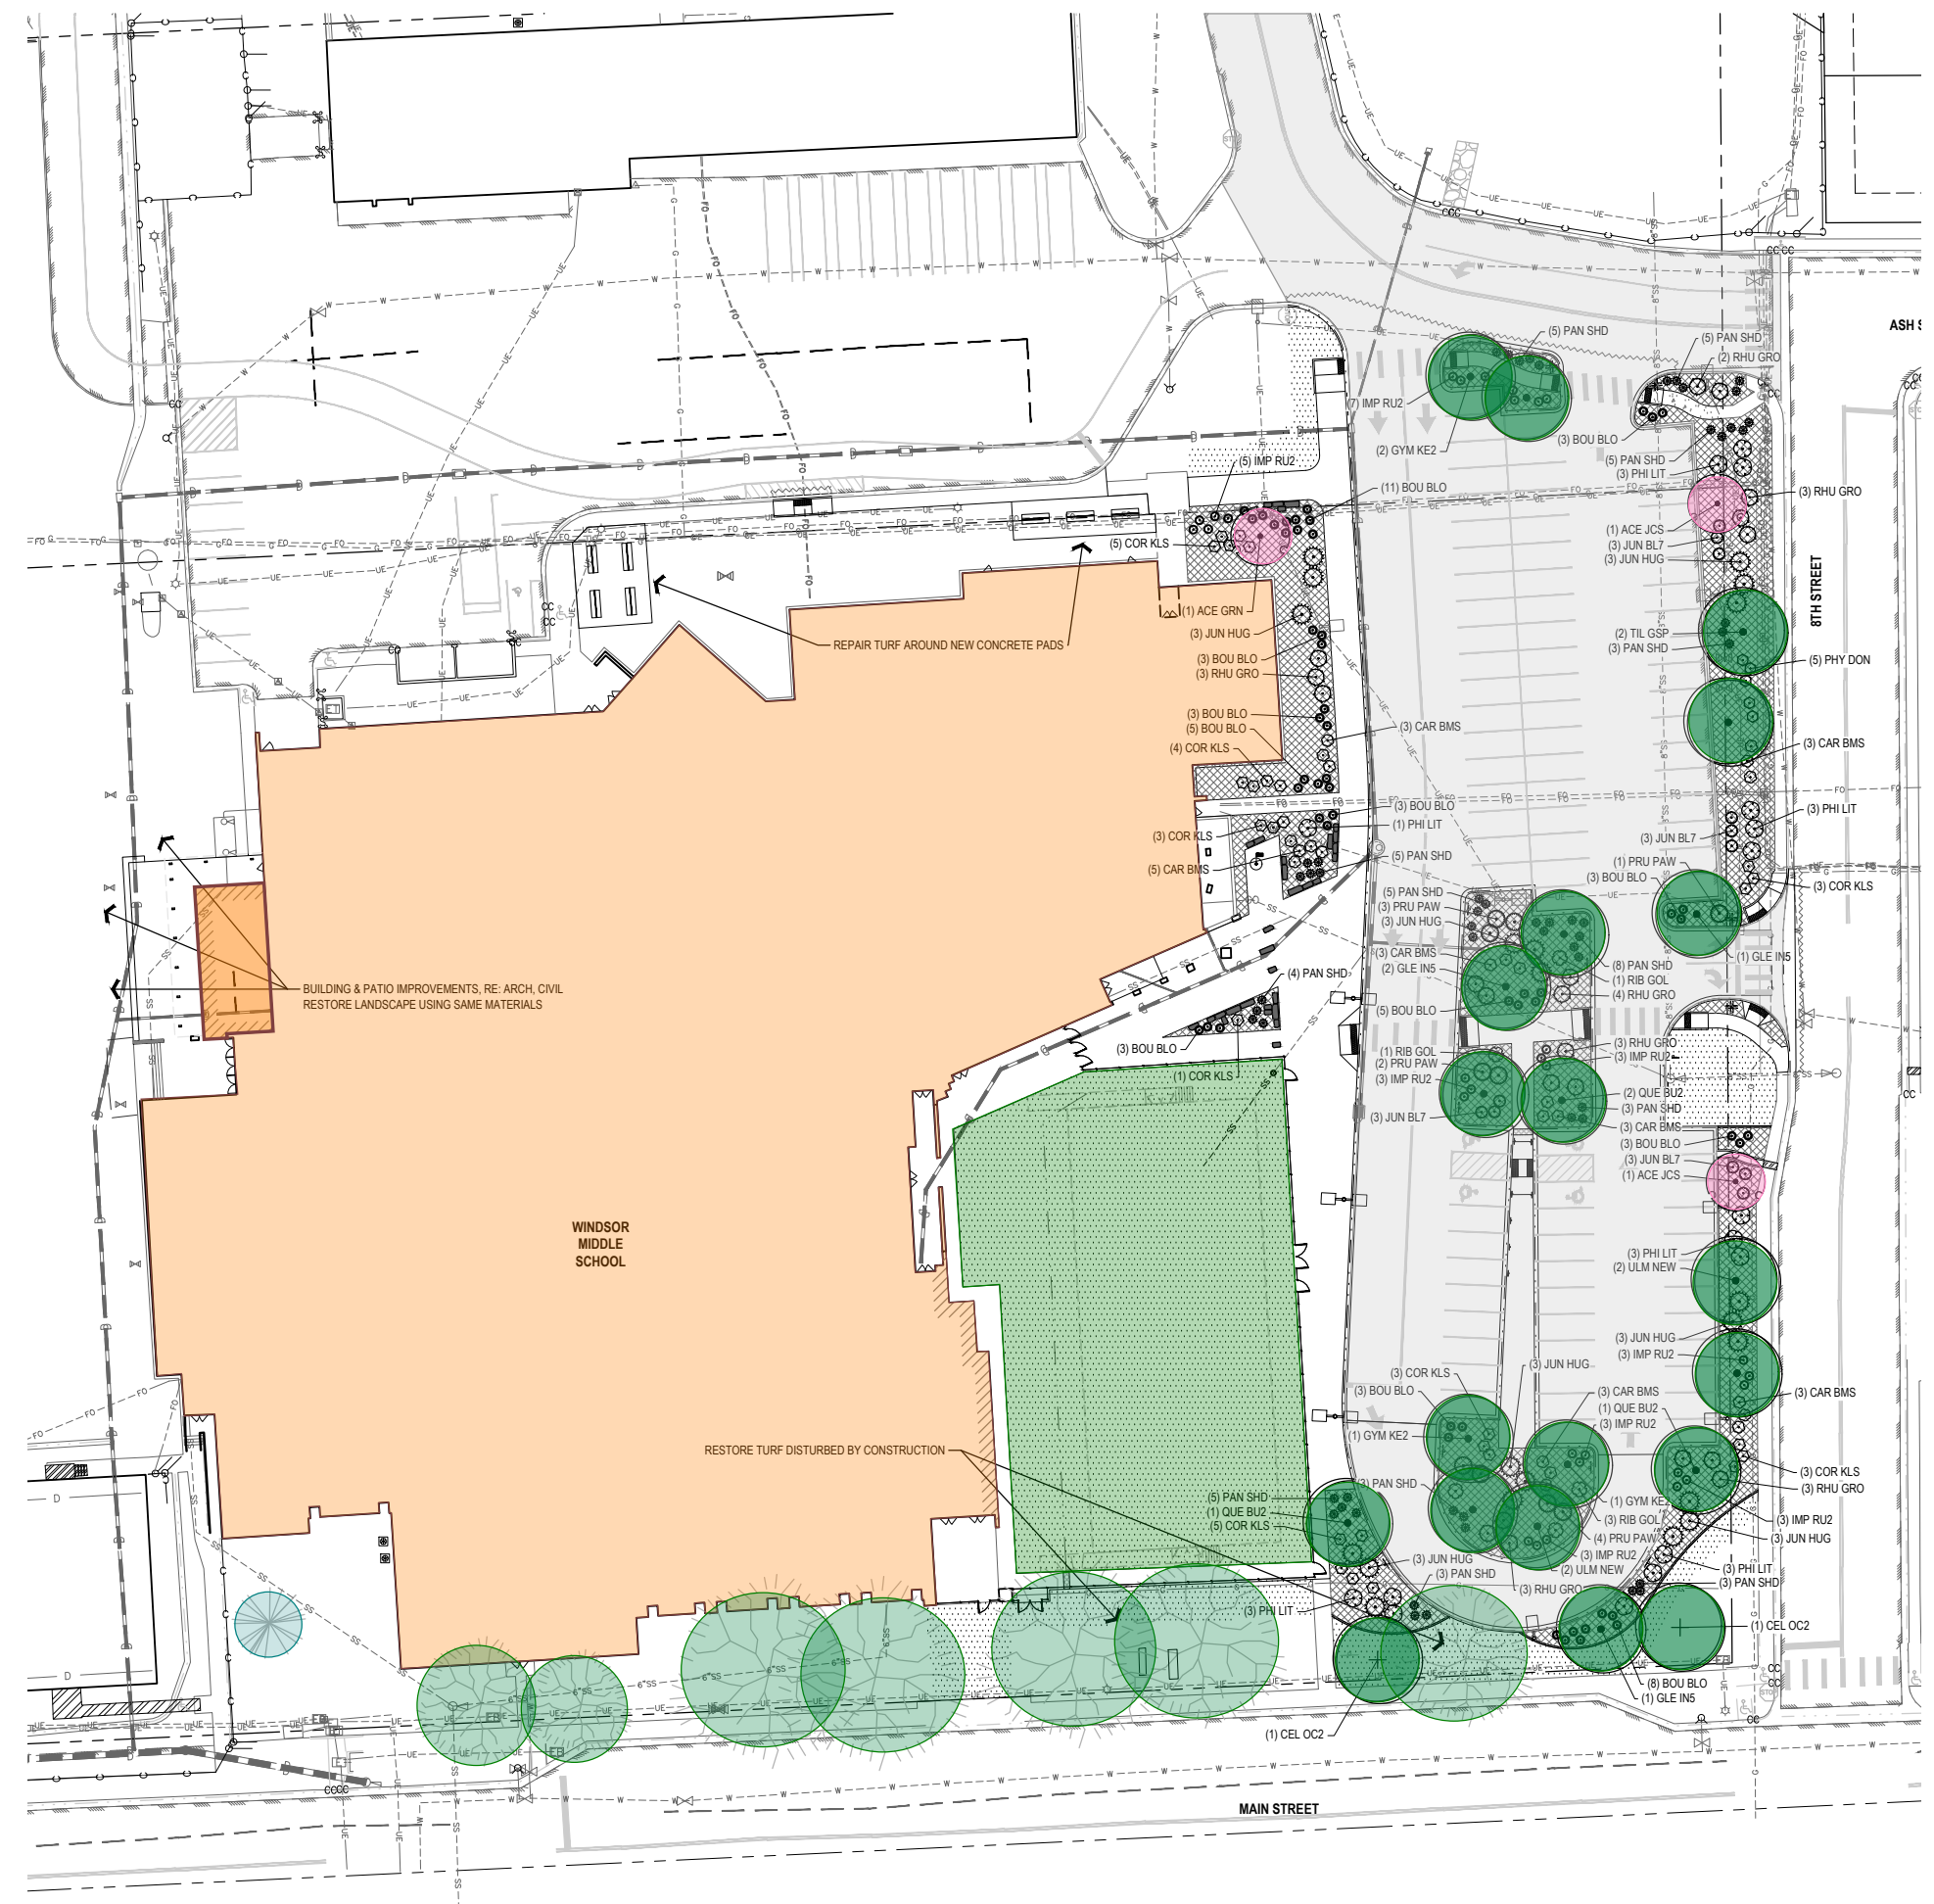 ASH S
(5) PAN SHD
(5) PAN SHD
(2) RHU GRO
(7) IMP RU2
(3) BOU BLO
(2) GYM KE2
(5) PAN SHD
(5) IMP RU2
(3) PHI LIT
(11) BOU BLO
(3) RHU GRO
(1) ACE JCS
(5) COR KLS
(3) JUN BL7
(3) JUN HUG
8TH STREET
(1) ACE GRN
(3) JUN HUG
(2) TIL GSP
REPAIR TURF AROUND NEW CONCRETE PADS
(3) PAN SHD
(3) BOU BLO
(5) PHY DON
(3) RHU GRO
(3) BOU BLO
(3) CAR BMS
(5) BOU BLO
(3) CAR BMS
(4) COR KLS
(3) BOU BLO
(3) PHI LIT
(1) PHI LIT
(3) COR KLS
(3) JUN BL7
(5) PAN SHD
(1) PRU PAW
(5) CAR BMS
(3) BOU BLO
(3) COR KLS
(5) PAN SHD
(3) PRU PAW
(3) JUN HUG
(3) CAR BMS
(1) GLE IN5
(2) GLE IN5
(8) PAN SHD
(4) PAN SHD
(1) RIB GOL
(4) RHU GRO
BUILDING & PATIO IMPROVEMENTS, RE: ARCH, CIVIL
RESTORE LANDSCAPE USING SAME MATERIALS
(5) BOU BLO
(3) BOU BLO
(1) RIB GOL
(3) RHU GRO
(2) PRU PAW
(3) IMP RU2
(1) COR KLS
(3) IMP RU2
(2) QUE BU2
(3) PAN SHD
(3) JUN BL7
(3) CAR BMS
(3) BOU BLO
(3) JUN BL7
(1) ACE JCS
WINDSOR
MIDDLE
SCHOOL
(3) PHI LIT
(2) ULM NEW
(3) JUN HUG
(3) IMP RU2
(3) JUN HUG
(3) COR KLS
(3) BOU BLO
(3) CAR BMS
(3) CAR BMS
(1) QUE BU2
(3) IMP RU2
(1) GYM KE2
RESTORE TURF DISTURBED BY CONSTRUCTION
(3) COR KLS
(3) PAN SHD
(3) RHU GRO
(5) PAN SHD
(1) GYM KE2
(1) QUE BU2
(3) RIB GOL
(3) IMP RU2
(5) COR KLS
(4) PRU PAW
(3) JUN HUG
(3) IMP RU2
(3) JUN HUG
(2) ULM NEW
(3) PHI LIT
(3) PAN SHD
(3) PAN SHD
(3) RHU GRO
(3) PHI LIT
(1) CEL OC2
(8) BOU BLO
(1) GLE IN5
(1) CEL OC2
MAIN STREET